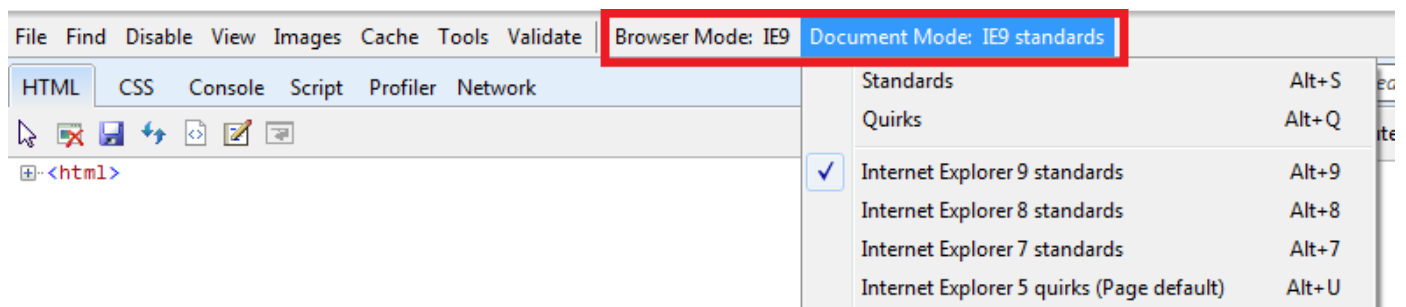 File Find Disable View Images Cache Tools Validate Browser Mode: IE9 Document Mode: IE9 standards
HTML CSS Console Script Profiler Network
<html>
Standards Alt+S
Quirks Alt+Q
Internet Explorer 9 standards Alt+9
Internet Explorer 8 standards Alt+8
Internet Explorer 7 standards Alt+7
Internet Explorer 5 quirks (Page default) Alt+U